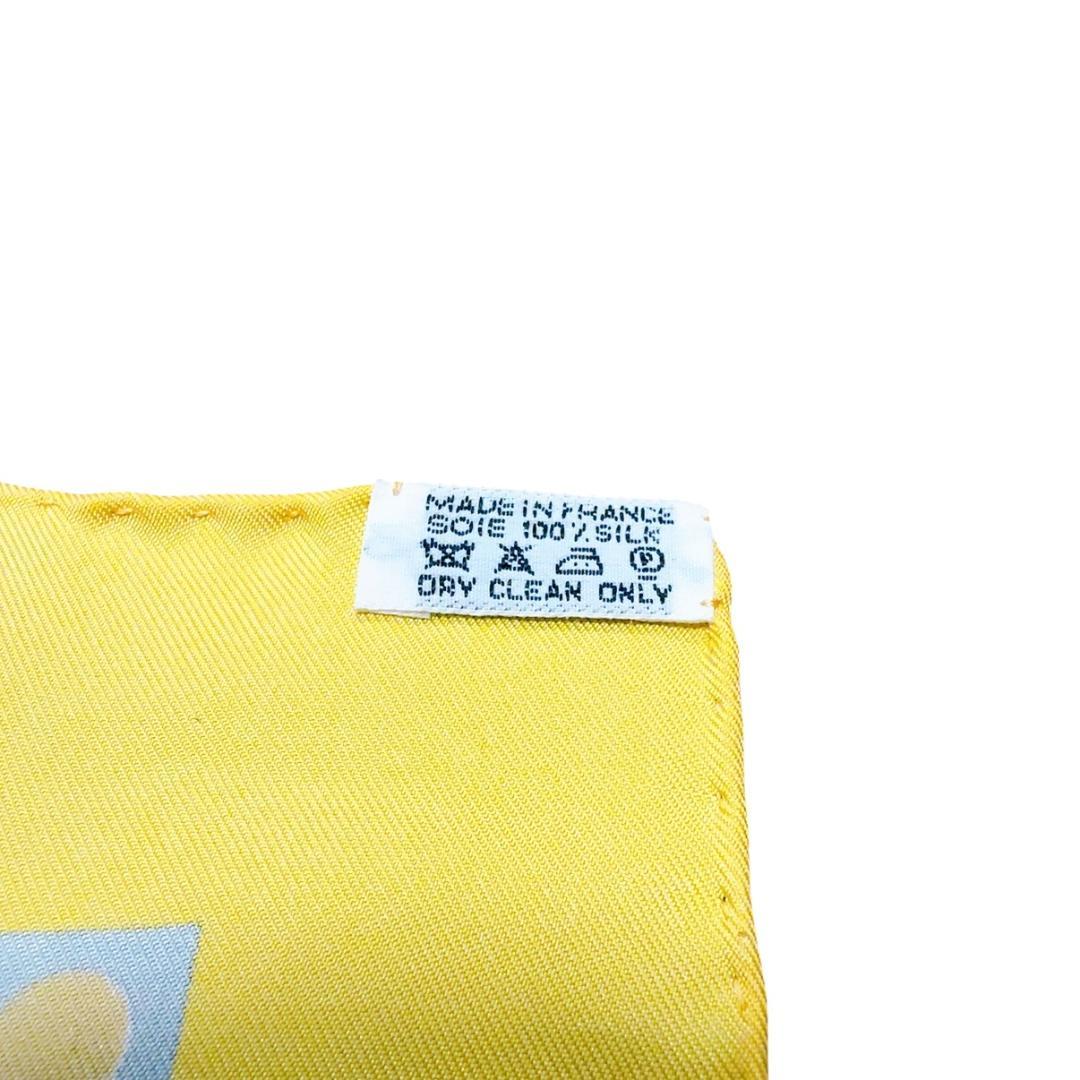 MADE IN FRANCE
SOIE 100% SILK
P
DRY CLEAN ONLY